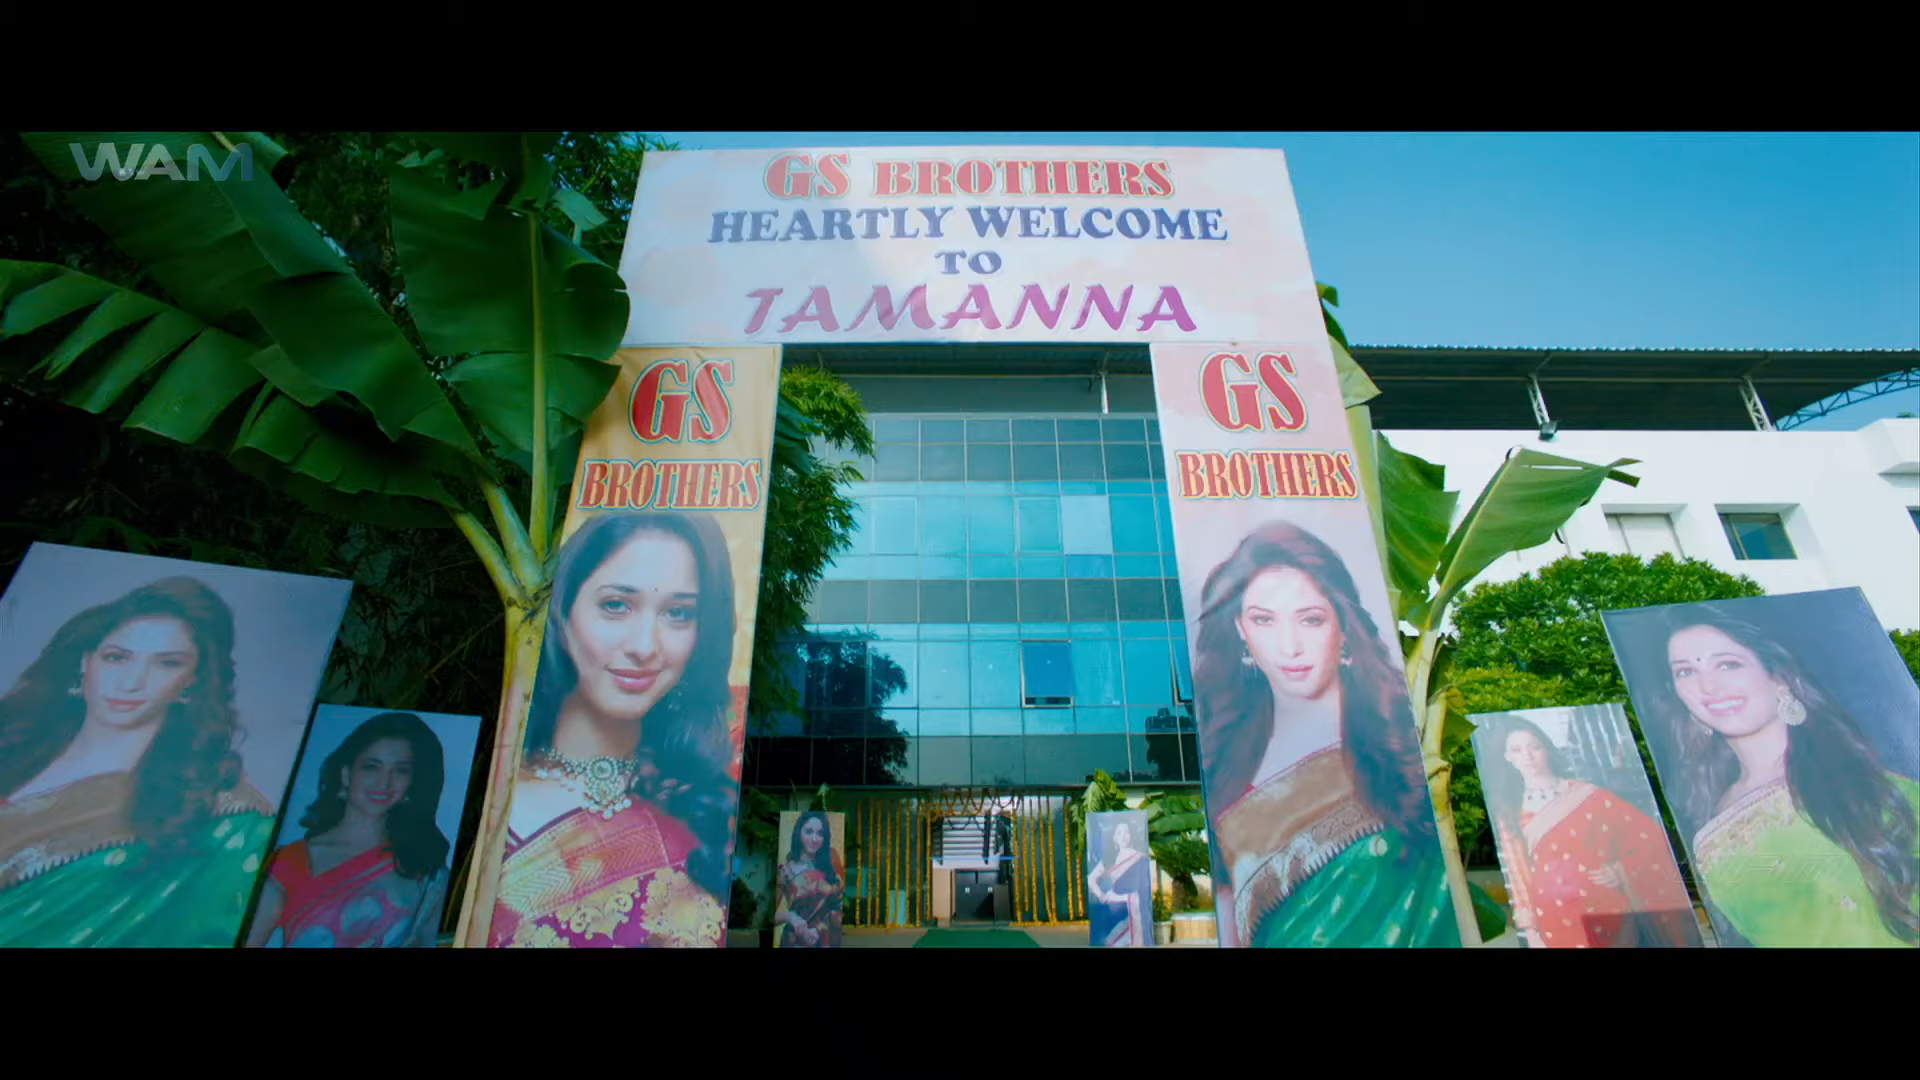 WAM
GS BROTHERS
HEARTLY WELCOME
TO
TAMANNA
GS
BROTHERS
GS
BROTHERS